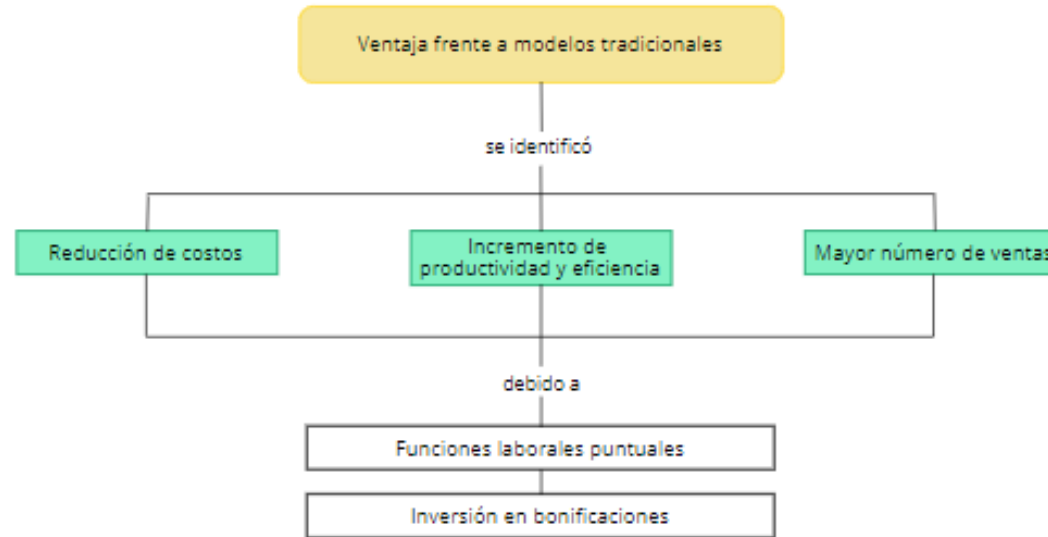 Ventaja frente a modelos tradicionales
se identificó
Reducción de costos
Incremento de
productividad y eficiencia
Mayor número de ventas
debido a
Funciones laborales puntuales
Inversión en bonificaciones